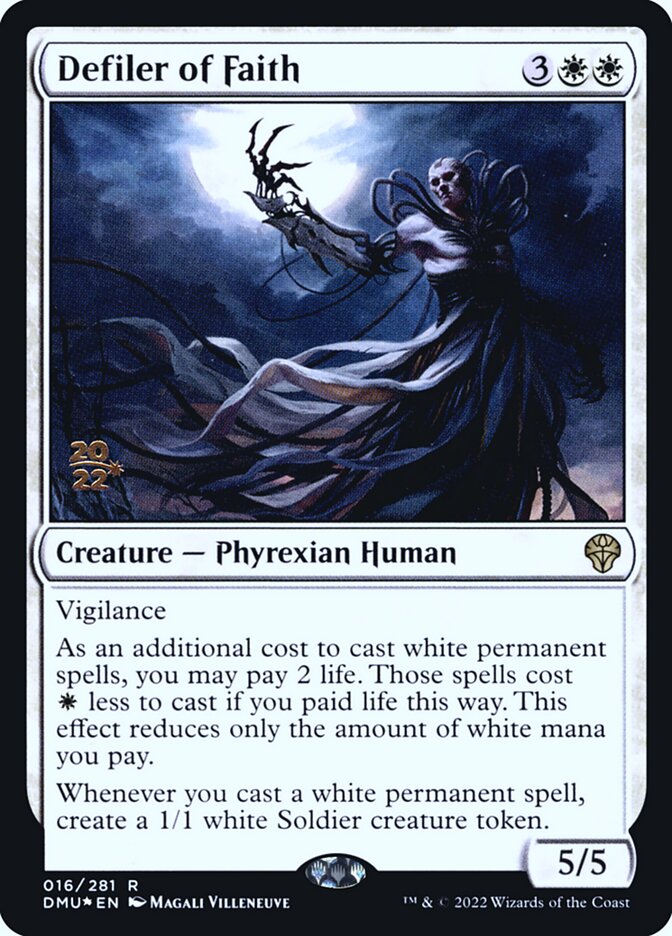 Defiler of Faith
3
20
22
Creature — Phyrexian Human
Vigilance
As an additional cost to cast white permanent
spells, you may pay 2 life. Those spells cost
less to cast if you paid life this way. This
effect reduces only the amount of white mana
you pay.
Whenever you cast a white permanent spell,
create a 1/1 white Soldier creature token.
5/5
016/281 R
DMU★EN Magali Villeneuve
™ & © 2022 Wizards of the Coast